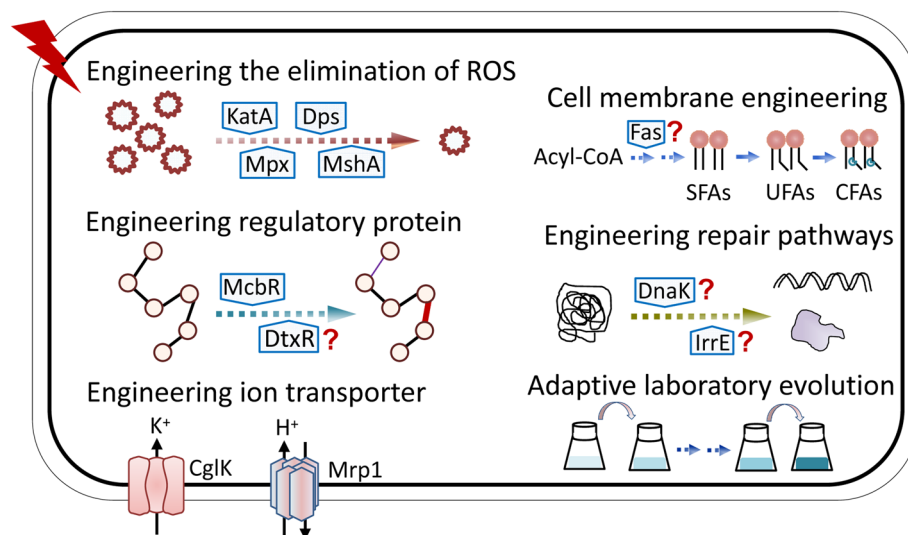 Engineering the elimination of ROS
KatA
Dps
Mpx
MshA
Engineering regulatory protein
McbR
DtxR ?
Engineering ion transporter
K⁺
CglK
H⁺
Mrp1
Cell membrane engineering
Fas ?
Acyl-CoA
SFAs
UFAs
CFAs
Engineering repair pathways
DnaK ?
IrrE ?
Adaptive laboratory evolution